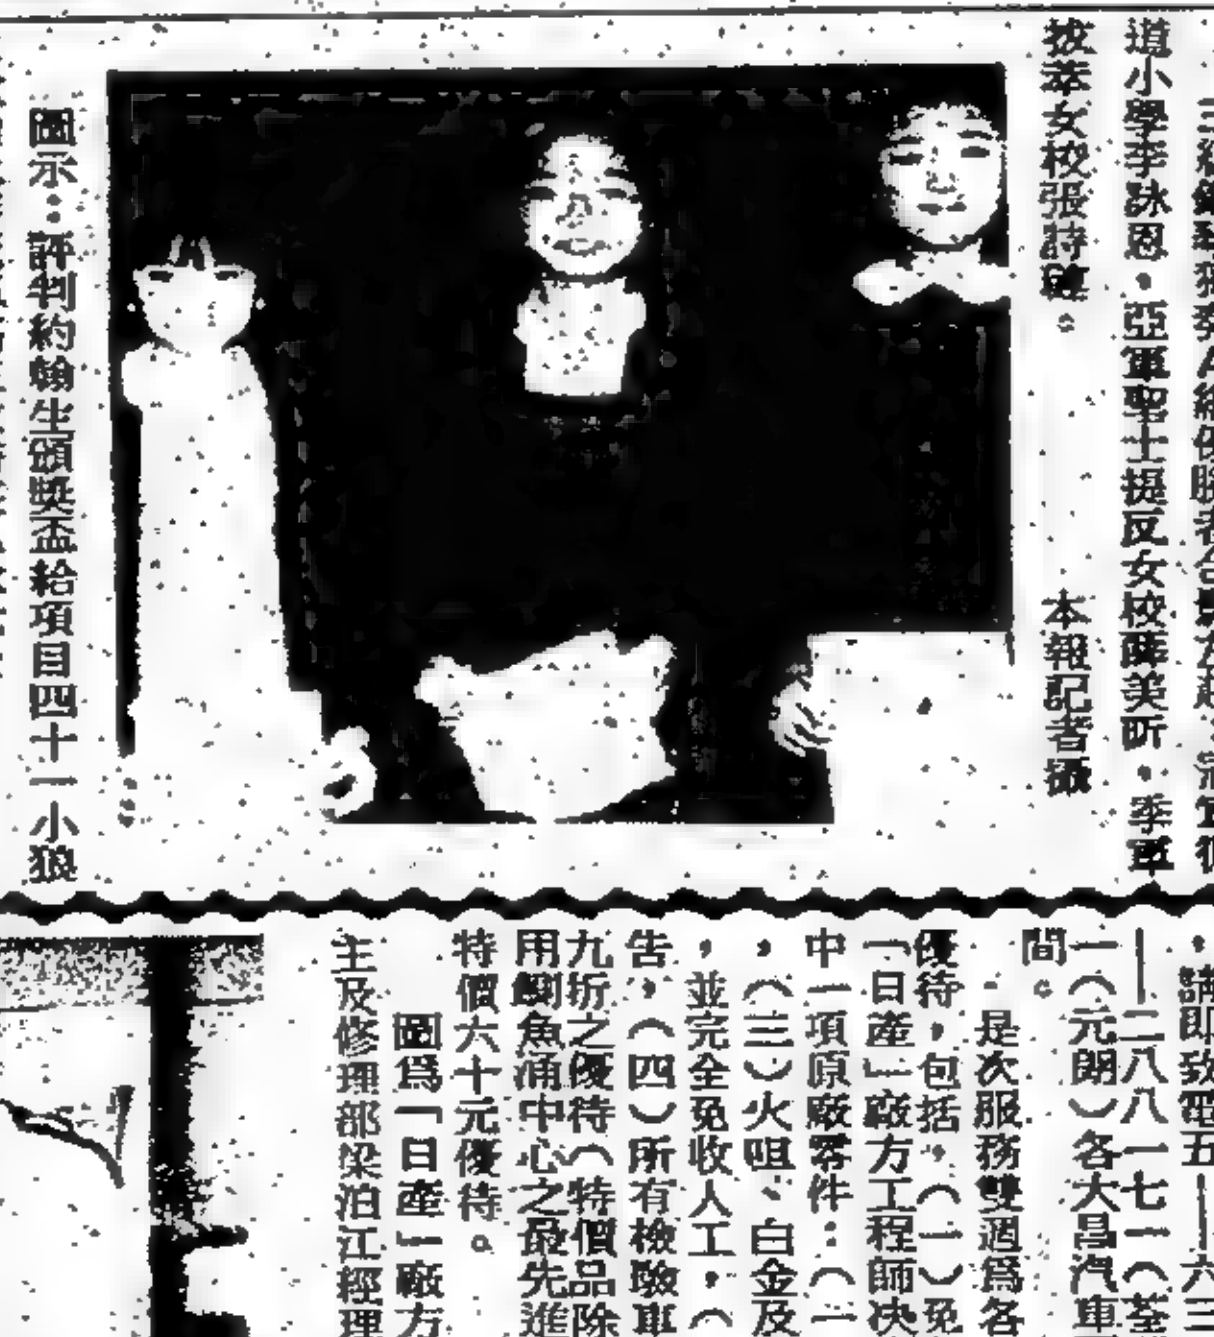 道小學李詠恩，亞軍聖士提反女校薛美昕，季軍
拔萃女校張詩
本報記者攝
圖示：評判約翰生頒獎盃給項目四十一小狼
，請即致電五——六三
——二八八一七七一（荃
一（元朗）各大昌汽車
間。
是次服務雙週為各
優待，包括，（一）免
「日產」廠方工程師决
中一項原廠零件：（二
，（三）火咀、白金及
，並完全免收人工，（
告，（四）所有檢驗車
九折之優待（特價品除
用鰂魚涌中心之最先進
特價六十元優待。
圖為「日產」廠方
主及修理部梁泊江經理